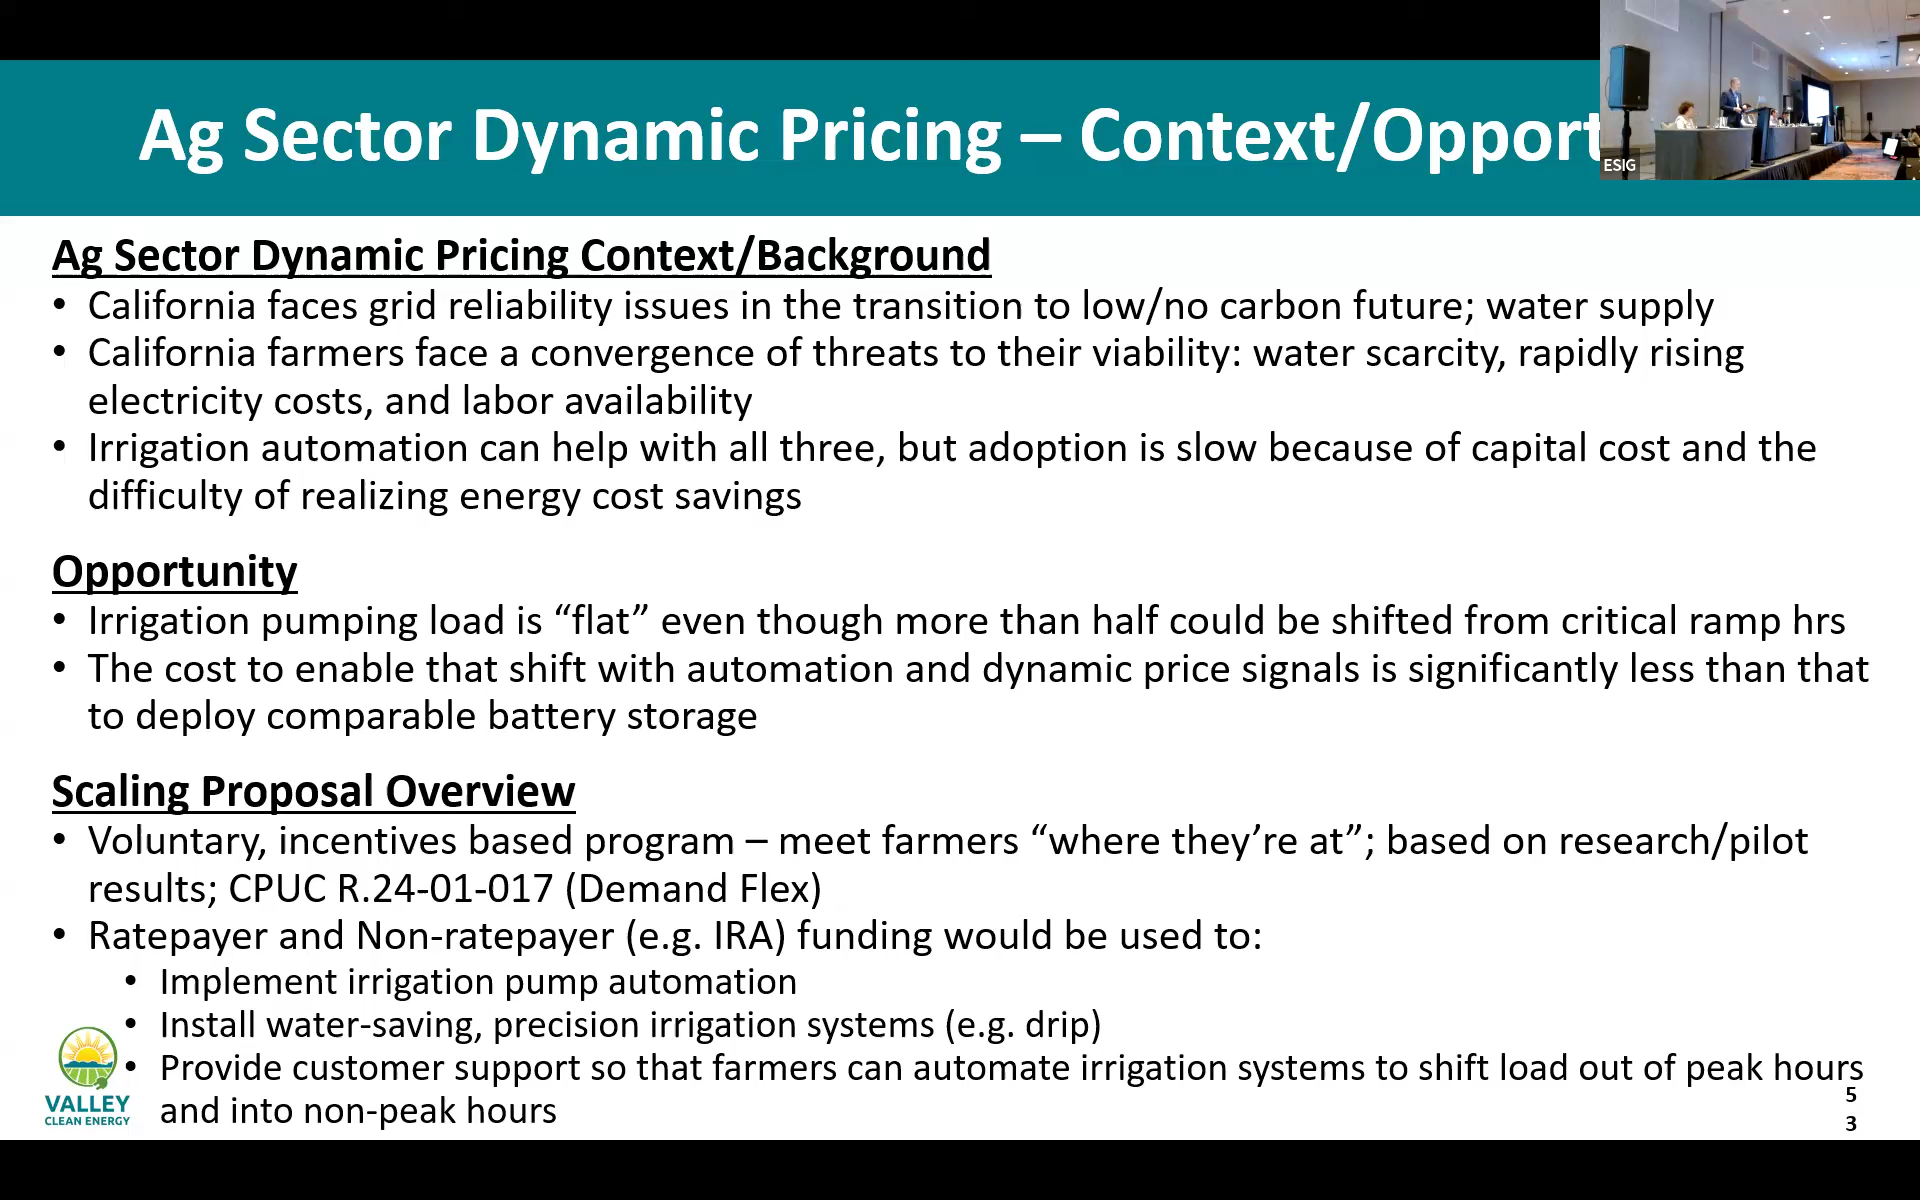 Ag Sector Dynamic Pricing – Context/Opport
ESIG
Ag Sector Dynamic Pricing Context/Background
• California faces grid reliability issues in the transition to low/no carbon future; water supply
• California farmers face a convergence of threats to their viability: water scarcity, rapidly rising
electricity costs, and labor availability
• Irrigation automation can help with all three, but adoption is slow because of capital cost and the
difficulty of realizing energy cost savings
Opportunity
• Irrigation pumping load is “flat” even though more than half could be shifted from critical ramp hrs
• The cost to enable that shift with automation and dynamic price signals is significantly less than that
to deploy comparable battery storage
Scaling Proposal Overview
• Voluntary, incentives based program – meet farmers “where they’re at”; based on research/pilot
results; CPUC R.24-01-017 (Demand Flex)
• Ratepayer and Non-ratepayer (e.g. IRA) funding would be used to:
• Implement irrigation pump automation
• Install water-saving, precision irrigation systems (e.g. drip)
• Provide customer support so that farmers can automate irrigation systems to shift load out of peak hours
and into non-peak hours
VALLEY
CLEAN ENERGY
5
3